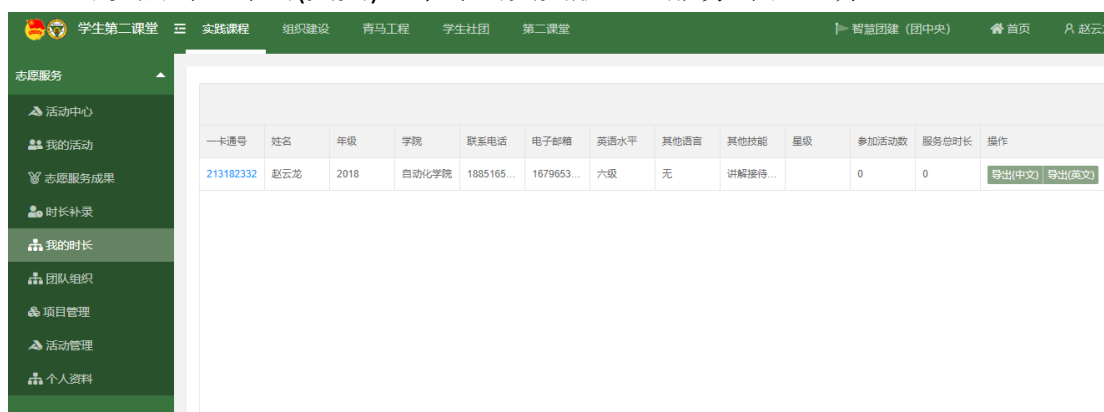 学生第二课堂 实践课程 组织建设 青马工程 学生社团 第二课堂 智慧团建（团中央） 首页 赵云
志愿服务
活动中心
我的活动
志愿服务成果
时长补录
我的时长
团队组织
项目管理
活动管理
个人资料
一卡通号 姓名 年级 学院 联系电话 电子邮箱 英语水平 其他语言 其他技能 星级 参加活动数 服务总时长 操作
213182332 赵云龙 2018 自动化学院 1885165... 1679653... 六级 无 讲解接待... 0 0 导出(中文) 导出(英文)